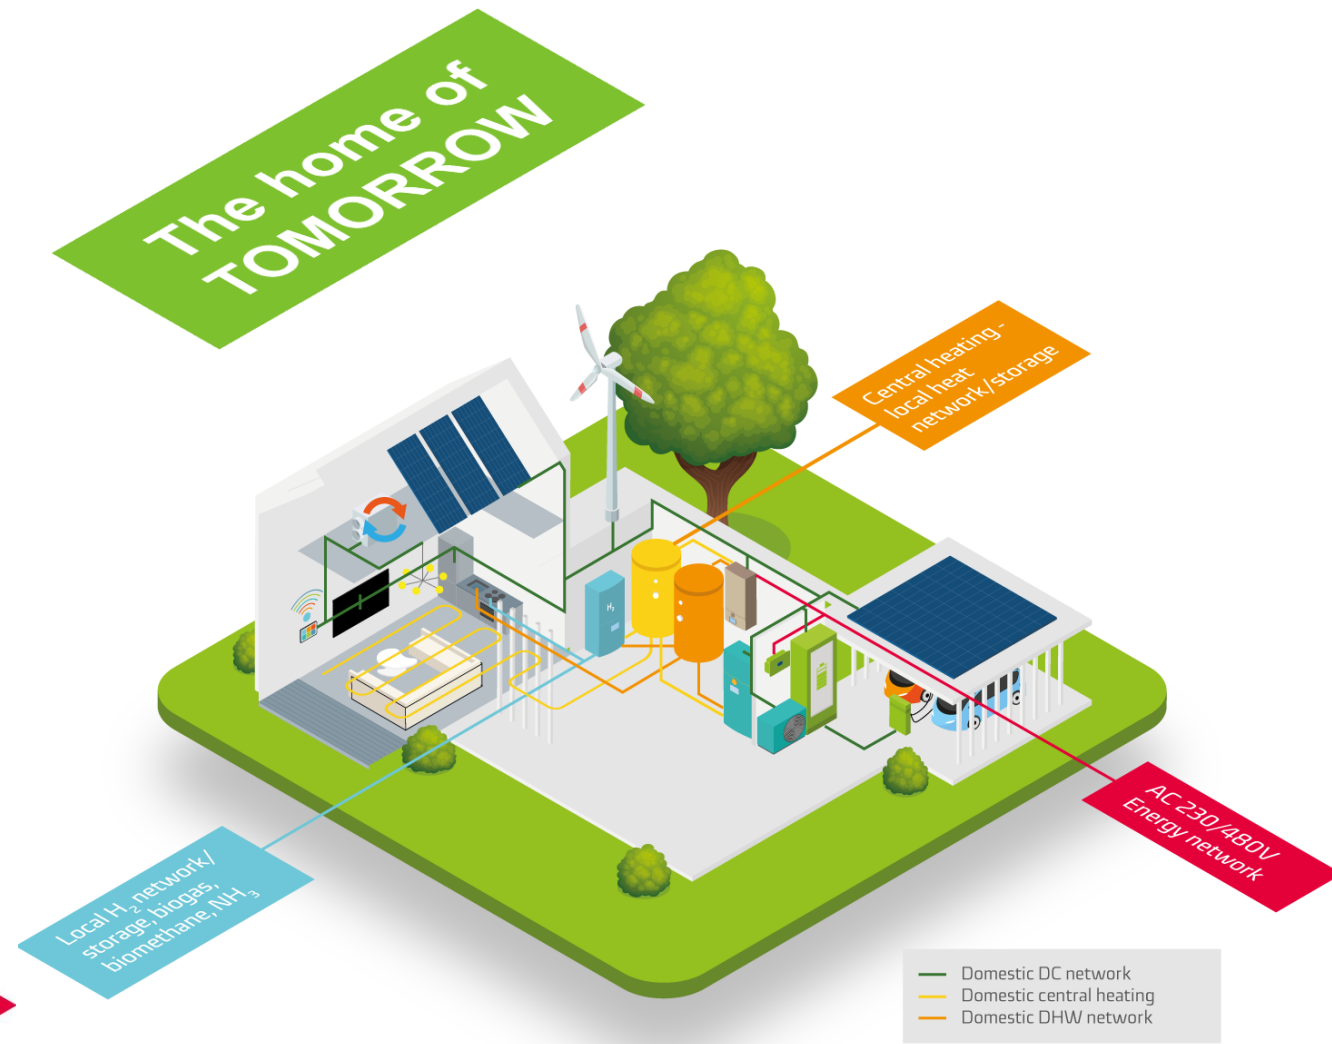 The home of
TOMORROW
Central heating -
local heat
network/storage
H₂
AC 230/480V
Energy network
Local H₂ network/
storage, biogas,
biomethane, NH₃
Domestic DC network
Domestic central heating
Domestic DHW network